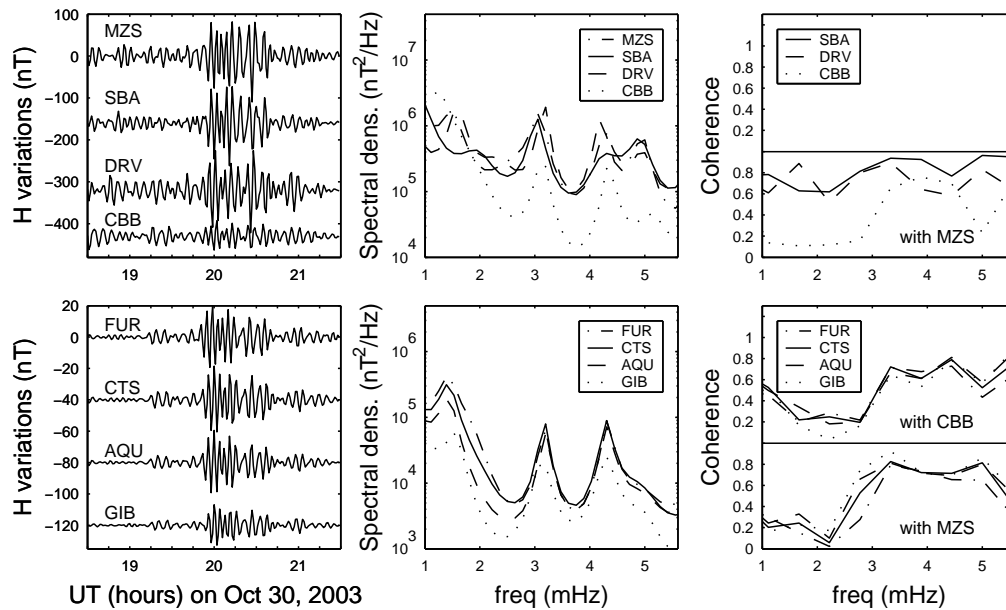 100
0
−100
−200
−300
−400
H variations (nT)
MZS
SBA
DRV
CBB
19
20
21
10^7
10^6
10^5
10^4
Spectral dens. (nT^2/Hz)
MZS
SBA
DRV
CBB
1
2
3
4
5
1
0.8
0.6
0.4
0.2
0
0.8
0.6
0.4
0.2
0
Coherence
SBA
DRV
CBB
with MZS
1
2
3
4
5
20
0
−20
−40
−60
−80
−100
−120
H variations (nT)
FUR
CTS
AQU
GIB
19
20
21
UT (hours) on Oct 30, 2003
10^6
10^5
10^4
10^3
Spectral dens. (nT^2/Hz)
FUR
CTS
AQU
GIB
1
2
3
4
5
freq (mHz)
1
0.8
0.6
0.4
0.2
0.8
0.6
0.4
0.2
0
Coherence
FUR
CTS
AQU
GIB
with CBB
with MZS
1
2
3
4
5
freq (mHz)